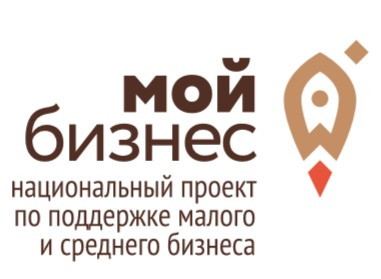 мой
бизнес
национальный проект
по поддержке малого
и среднего бизнеса